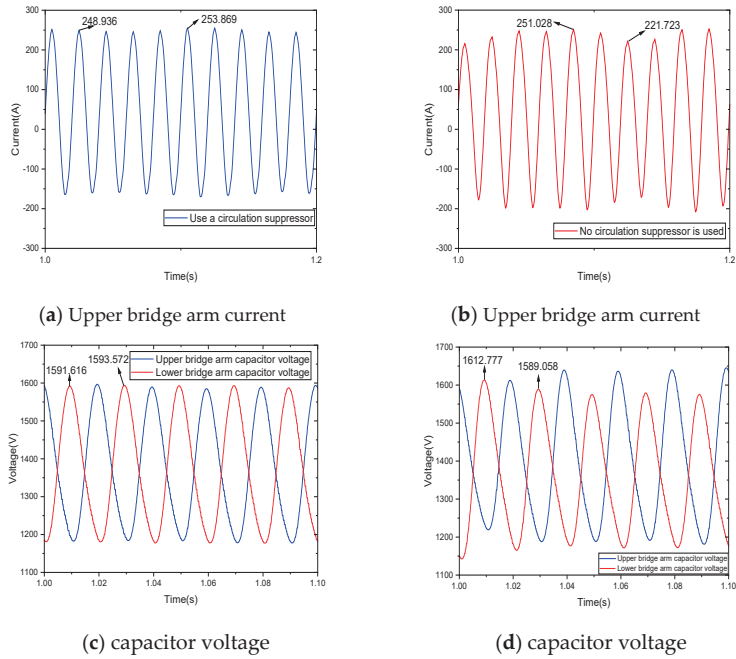 248.936
253.869
300
200
100
0
-100
-200
-300
Current(A)
Use a circulation suppressor
1.0
1.2
Time(s)
(a) Upper bridge arm current
251.028
221.723
300
200
100
0
-100
-200
-300
Current(A)
No circulation suppressor is used
1.0
1.2
Time(s)
(b) Upper bridge arm current
1700
1600
1500
1400
1300
1200
1100
Voltage(V)
1591.616
1593.572
Upper bridge arm capacitor voltage
Lower bridge arm capacitor voltage
1.00
1.02
1.04
1.06
1.08
1.10
Time(s)
(c) capacitor voltage
1700
1600
1500
1400
1300
1200
1100
Voltage(V)
1612.777
1589.058
Upper bridge arm capacitor voltage
Lower bridge arm capacitor voltage
1.00
1.02
1.04
1.06
1.08
1.10
Time(s)
(d) capacitor voltage